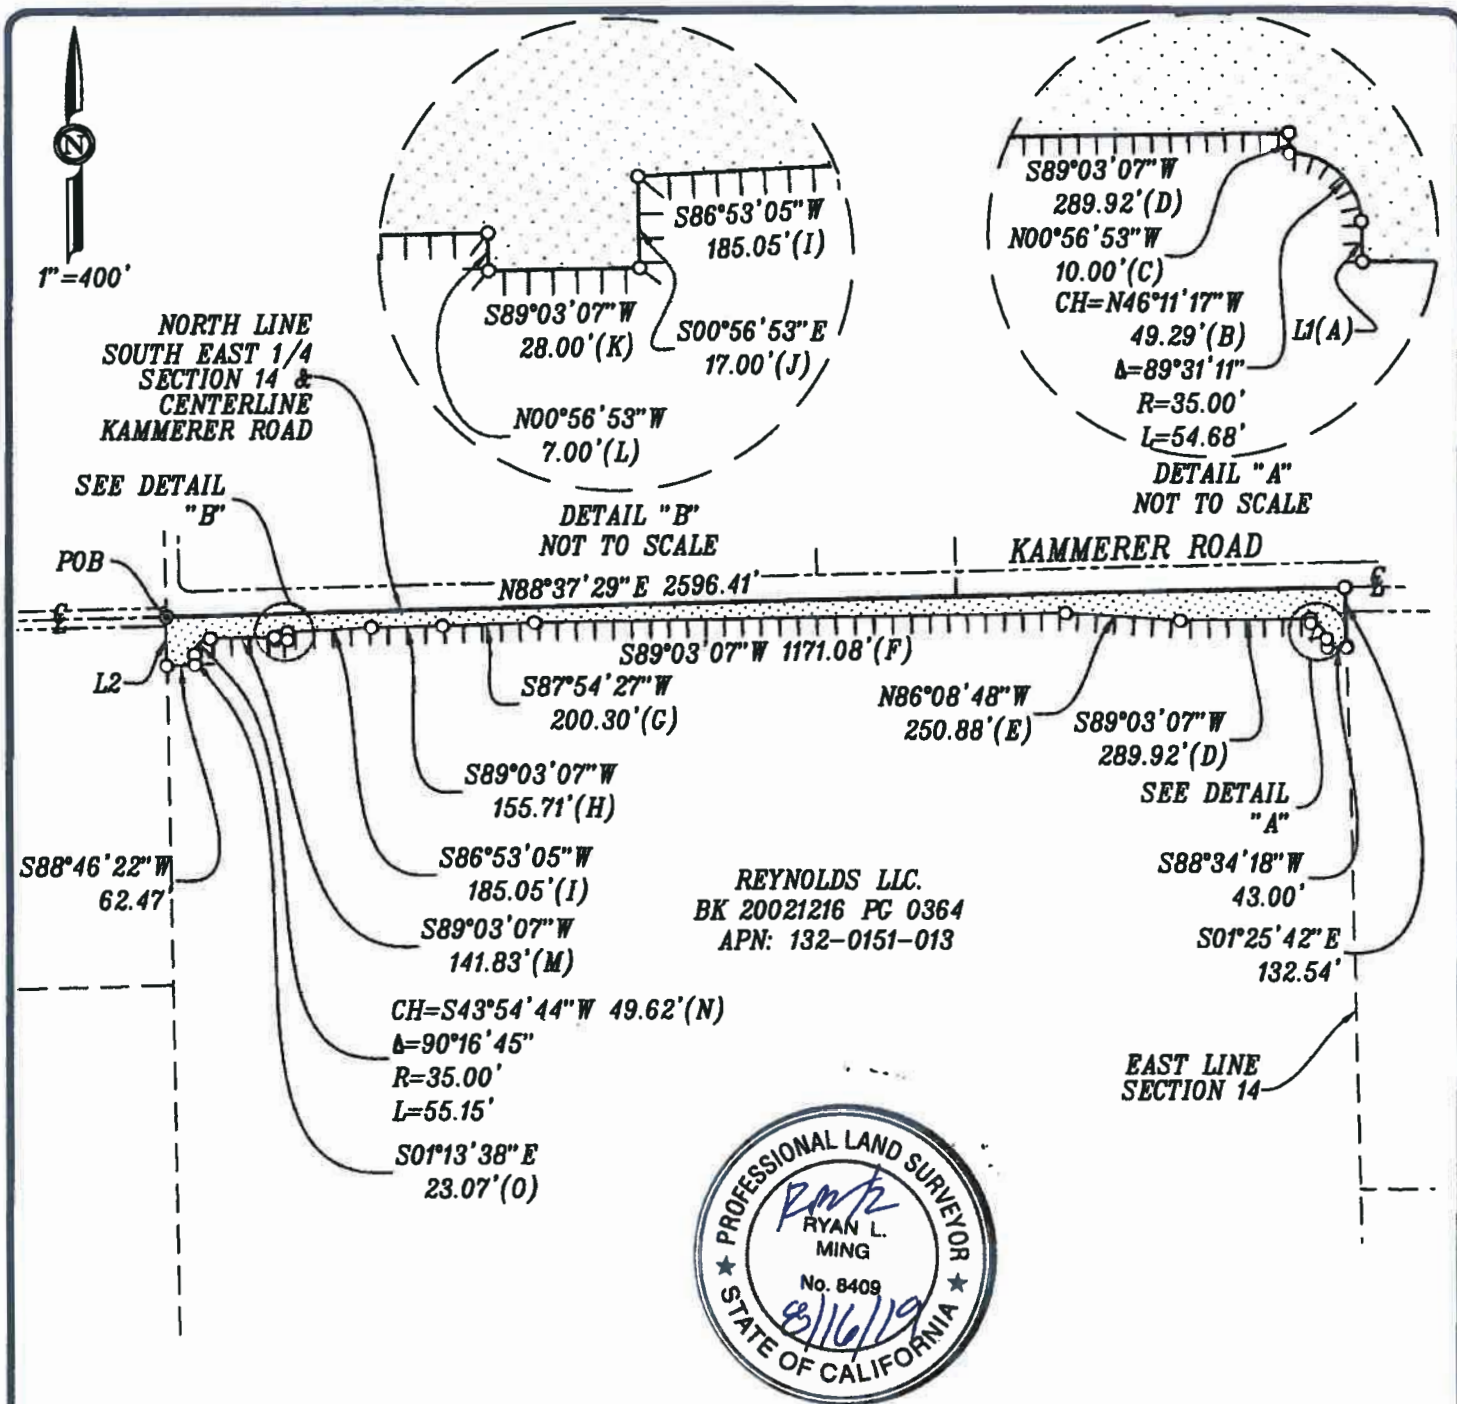 N
1"=400'
S86°53'05"W
185.05'(I)
S89°03'07"W
28.00'(K)
S00°56'53"E
17.00'(J)
N00°56'53"W
7.00'(L)
DETAIL "B"
NOT TO SCALE
S89°03'07"W
289.92'(D)
N00°56'53"W
10.00'(C)
CH=N46°11'17"W
49.29'(B)
L1(A)
Δ=89°31'11"
R=35.00'
L=54.68'
DETAIL "A"
NOT TO SCALE
NORTH LINE
SOUTH EAST 1/4
SECTION 14 &
CENTERLINE
KAMMERER ROAD
SEE DETAIL
"B"
POB
KAMMERER ROAD
N88°37'29"E 2596.41'
℄
℄
L2
S89°03'07"W 1171.08'(F)
S87°54'27"W
200.30'(G)
N86°08'48"W
250.88'(E)
S89°03'07"W
289.92'(D)
S89°03'07"W
155.71'(H)
SEE DETAIL
"A"
S88°46'22"W
62.47'
S86°53'05"W
185.05'(I)
S88°34'18"W
43.00'
REYNOLDS LLC.
BK 20021216 PG 0364
APN: 132-0151-013
S89°03'07"W
141.83'(M)
S01°25'42"E
132.54'
CH=S43°54'44"W 49.62'(N)
Δ=90°16'45"
R=35.00'
L=55.15'
EAST LINE
SECTION 14
S01°13'38"E
23.07'(O)
PROFESSIONAL LAND SURVEYOR
RYAN L.
MING
No. 8409
8/16/19
STATE OF CALIFORNIA